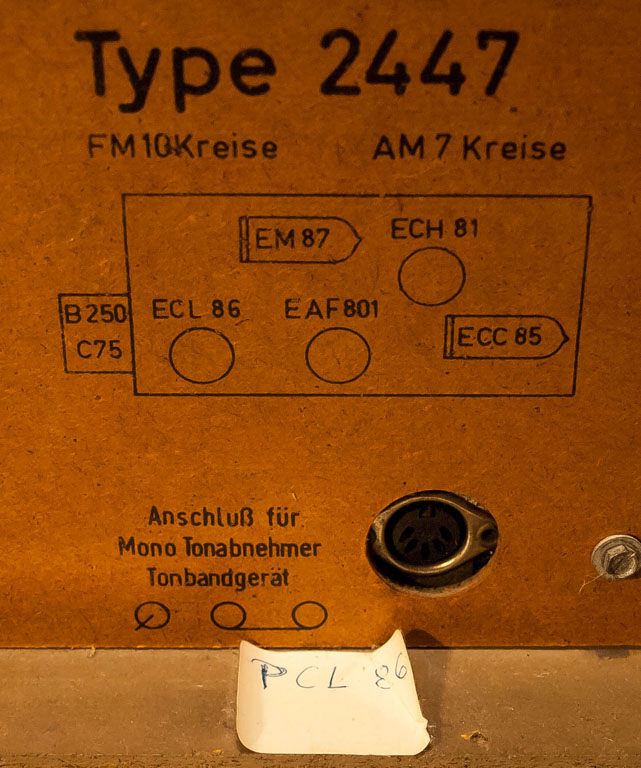 Type 2447
FM 10 Kreise AM 7 Kreise
EM 87 ECH 81
B 250 ECL 86 EAF 801
C75 ECC 85
Anschluß für
Mono Tonabnehmer
Tonbandgerät
PCL 86